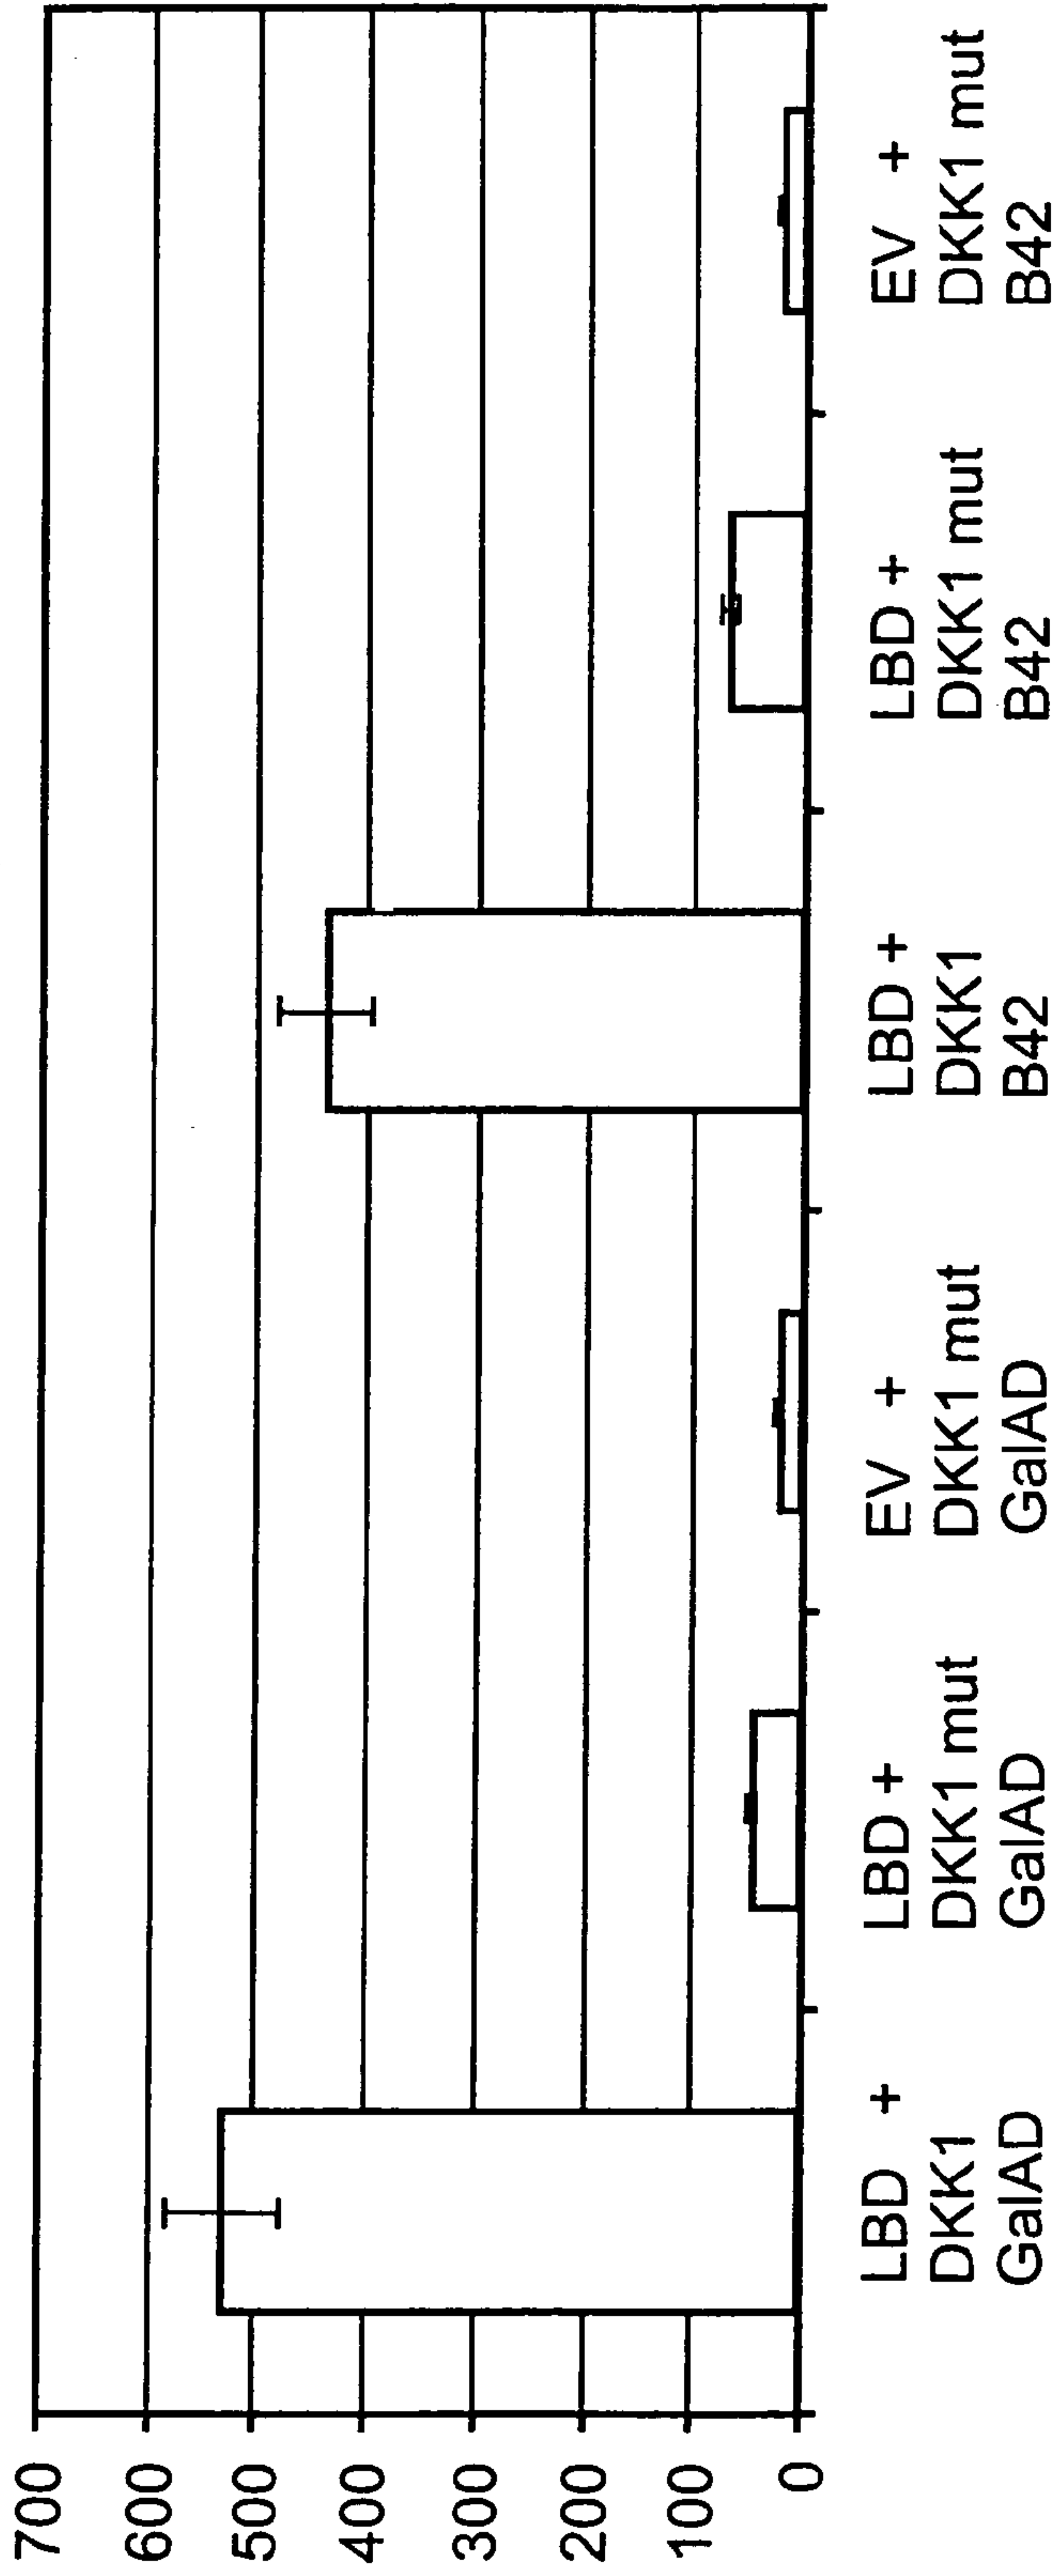 700
600
500
400
300
200
100
0
LBD +
DKK1
GalAD
LBD +
DKK1 mut
GalAD
EV +
DKK1 mut
GalAD
LBD +
DKK1
B42
LBD +
DKK1 mut
B42
EV +
DKK1 mut
B42